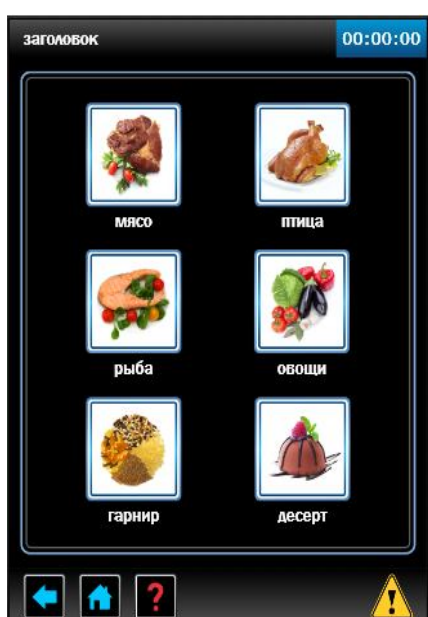 заголовок 00:00:00
мясо птица
рыба овощи
гарнир десерт
?
!